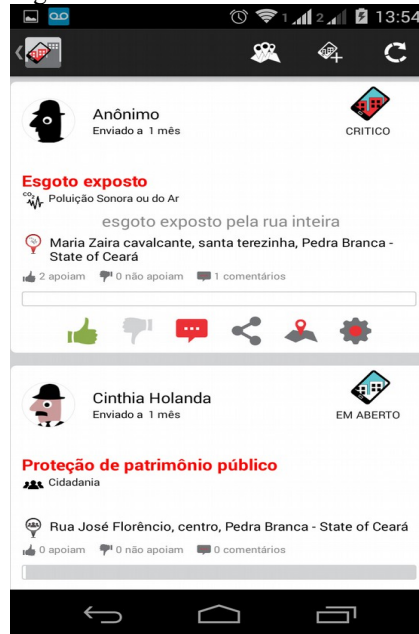 1 2 13:54
Anônimo
Enviado a 1 mês
CRITICO
Esgoto exposto
CO₂
Poluição Sonora ou do Ar
esgoto exposto pela rua inteira
Maria Zaira cavalcante, santa terezinha, Pedra Branca -
State of Ceará
2 apoiam 0 não apoiam 1 comentários
Cinthia Holanda
Enviado a 1 mês
EM ABERTO
Proteção de patrimônio público
Cidadania
Rua José Florêncio, centro, Pedra Branca - State of Ceará
0 apoiam 0 não apoiam 0 comentários